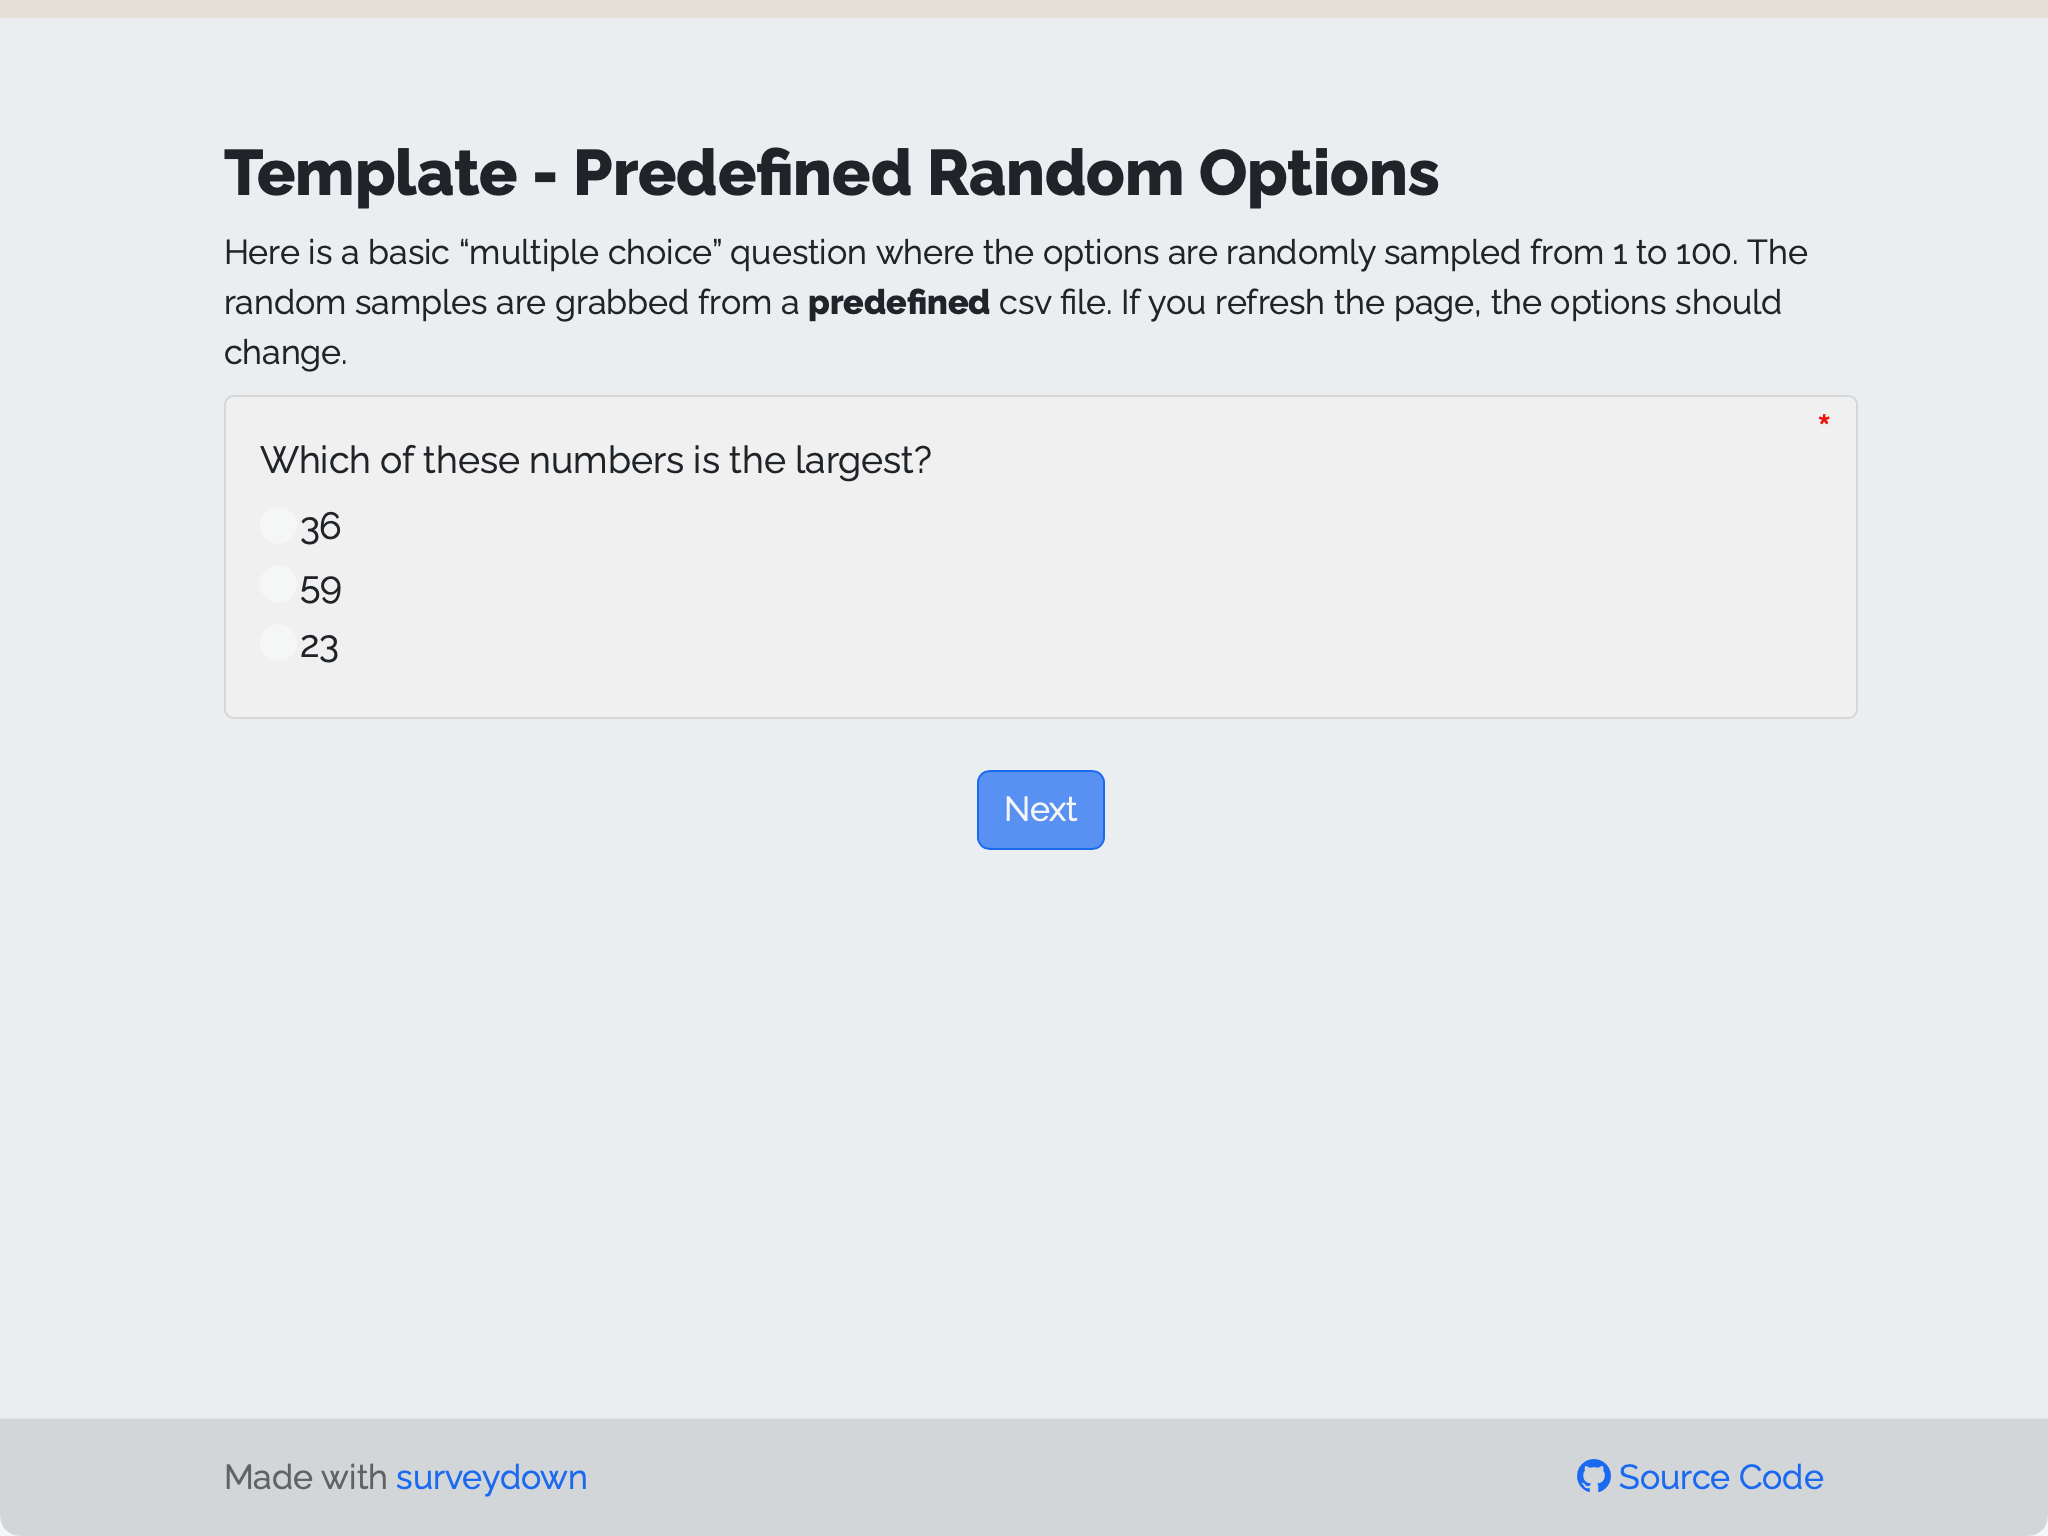 Template - Predefined Random Options
Here is a basic “multiple choice” question where the options are randomly sampled from 1 to 100. The
random samples are grabbed from a predefined csv file. If you refresh the page, the options should
change.
*
Which of these numbers is the largest?
36
59
23
Next
Made with surveydown
Source Code